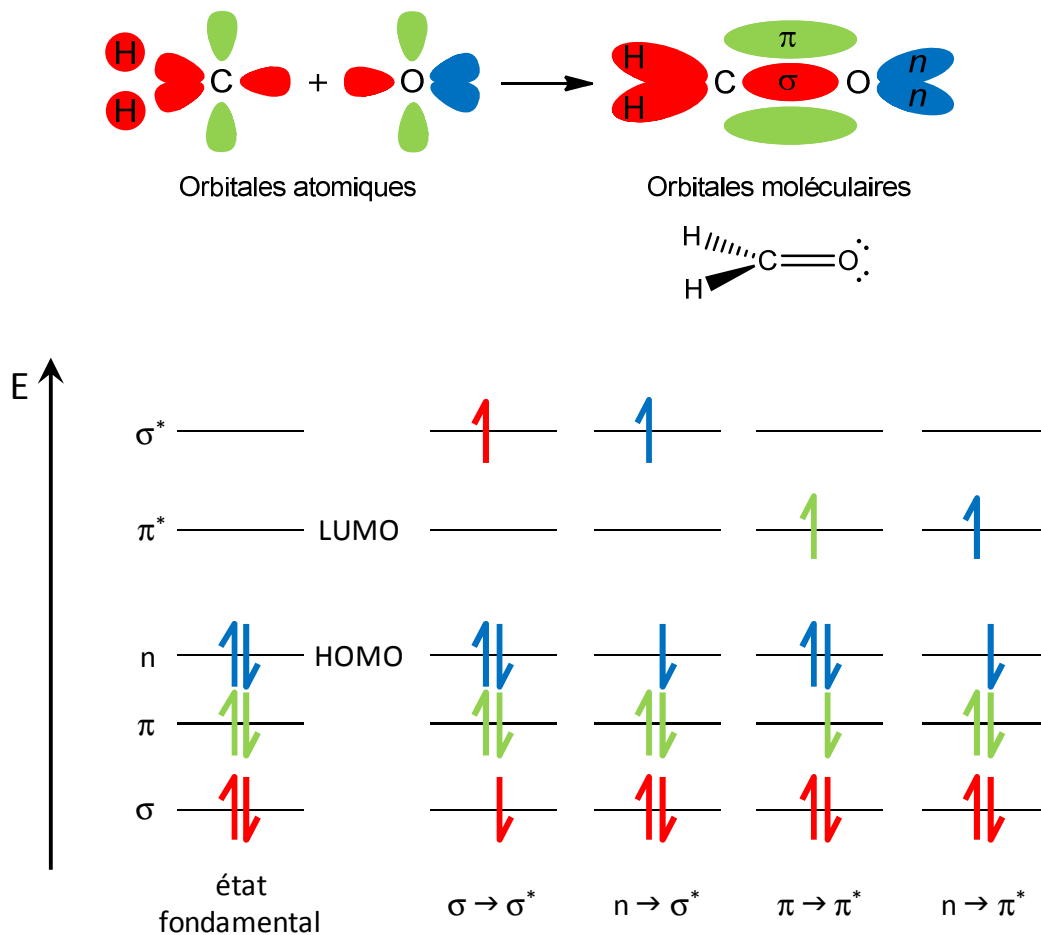 H
H
C
+
O
H
H
C
π
σ
O
n
n
Orbitales atomiques
Orbitales moléculaires
H
H
C
O
E
σ*
π*
LUMO
n
HOMO
π
σ
état
fondamental
σ → σ*
n → σ*
π → π*
n → π*